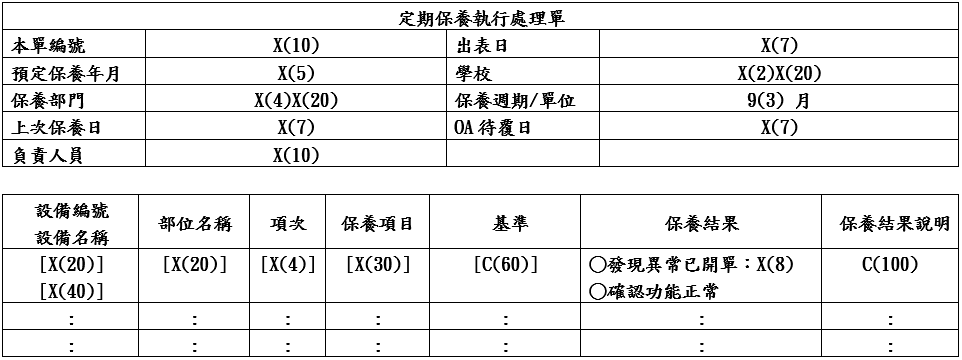 定期保養執行處理單
本單編號 X(10) 出表日 X(7)
預定保養年月 X(5) 學校 X(2)X(20)
保養部門 X(4)X(20) 保養週期/單位 9(3) 月
上次保養日 X(7) OA待覆日 X(7)
負責人員 X(10)
設備編號 設備名稱 部位名稱 項次 保養項目 基準 保養結果 保養結果說明
[X(20)] [X(20)] [X(4)] [X(30)] [C(60)] ○發現異常已開單：X(8) C(100)
[X(40)] ○確認功能正常
： ： ： ： ： ： ：
： ： ： ： ： ： ：